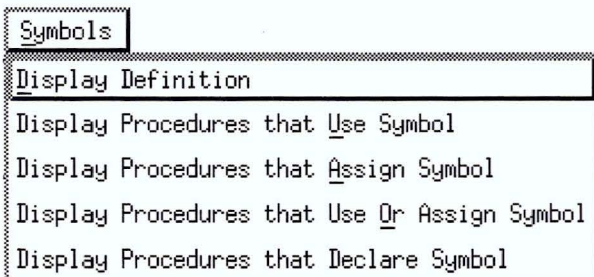 Symbols
Display Definition
Display Procedures that Use Symbol
Display Procedures that Assign Symbol
Display Procedures that Use Or Assign Symbol
Display Procedures that Declare Symbol